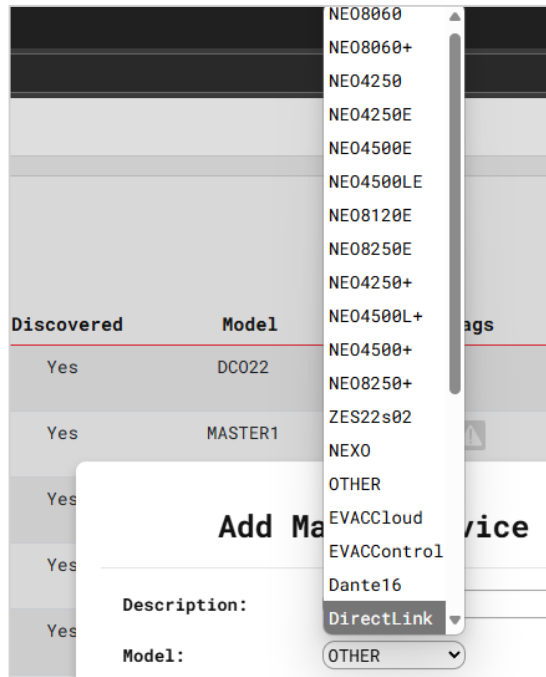 NEO8060
NEO8060+
NEO4250
NEO4250E
NEO4500E
NEO4500LE
NEO8120E
NEO8250E
NEO4250+
NEO4500L+
NEO4500+
NEO8250+
ZES22s02
NEXO
OTHER
EVACCloud
EVACControl
Dante16
DirectLink
Discovered Model ags
Yes DCO22
Yes MASTER1
Yes
Yes
Yes
Add Ma vice
Description:
Model: OTHER